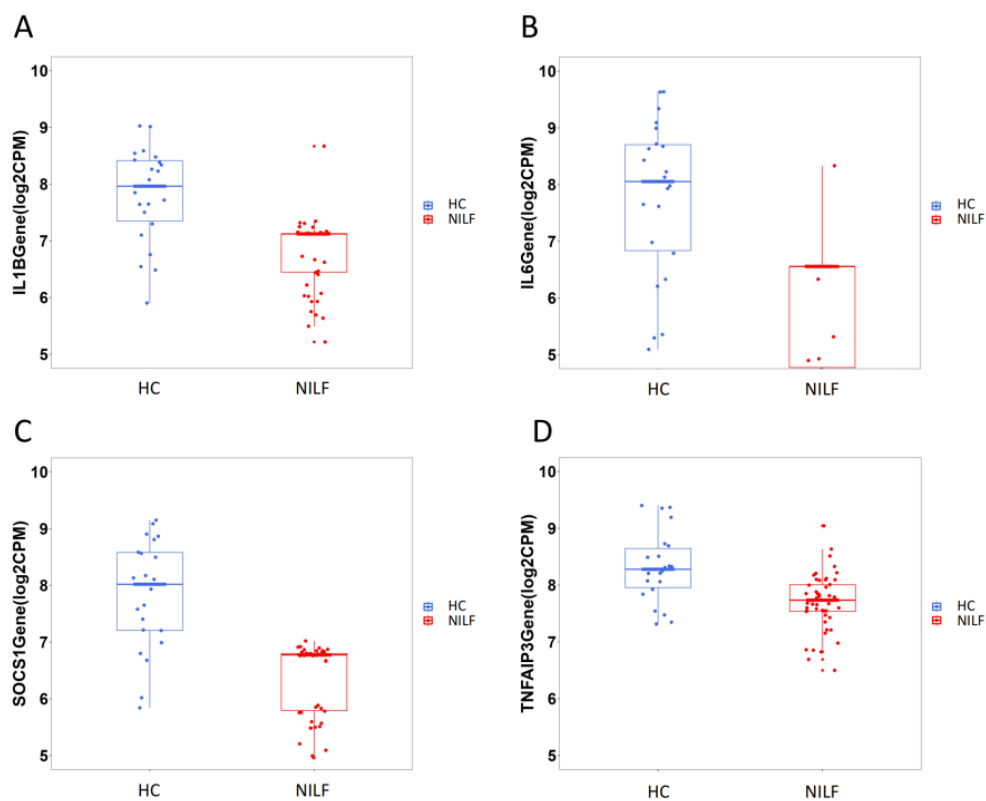 A
IL1BGene(log2CPM)
10
9
8
7
6
5
HC
NILF
HC
NILF
B
IL6Gene(log2CPM)
10
9
8
7
6
5
HC
NILF
HC
NILF
C
SOCS1Gene(log2CPM)
10
9
8
7
6
5
HC
NILF
HC
NILF
D
TNFAIP3Gene(log2CPM)
10
9
8
7
6
5
HC
NILF
HC
NILF